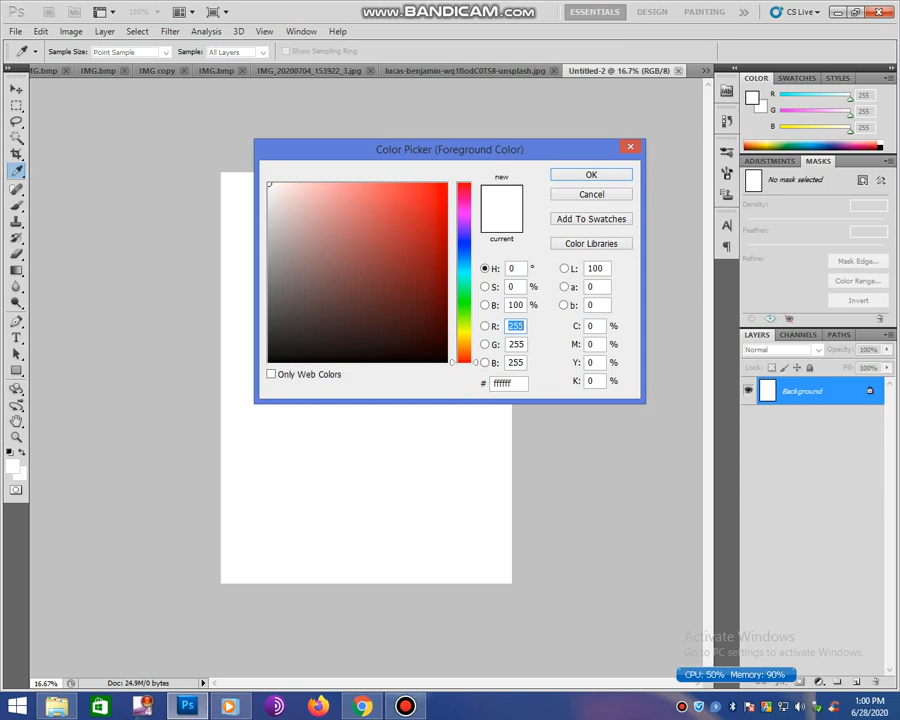 Ps
100%
www.BANDICAM.com
ESSENTIALS
DESIGN
PAINTING
CS Live
File Edit Image Layer Select Filter Analysis 3D View Window Help
Sample Size: Point Sample Sample: All Layers Show Sampling Ring
IMG.bmp
IMG.bmp
IMG copy
IMG.bmp
IMG_20200704_153922_3.jpg
lucas-benjamin-wq1BodC0TS8-unsplash.jpg
Untitled-2 @ 16.7% (RGB/8)
COLOR SWATCHES STYLES
R 255
G 255
B 255
ADJUSTMENTS MASKS
No mask selected
Density:
Feather:
Refine: Mask Edge...
Color Range...
Invert
LAYERS CHANNELS PATHS
Normal Opacity: 100%
Lock: Fill: 100%
Background
Color Picker (Foreground Color)
new
current
OK
Cancel
Add To Swatches
Color Libraries
H: 0 °
S: 0 %
B: 100 %
R: 255
G: 255
B: 255
# ffffff
L: 100
a: 0
b: 0
C: 0 %
M: 0 %
Y: 0 %
K: 0 %
Only Web Colors
Activate Windows
Go to PC settings to activate Windows.
CPU: 50% Memory: 90%
16.67% Doc: 24.9M/0 bytes
Ps
1:00 PM
6/28/2020